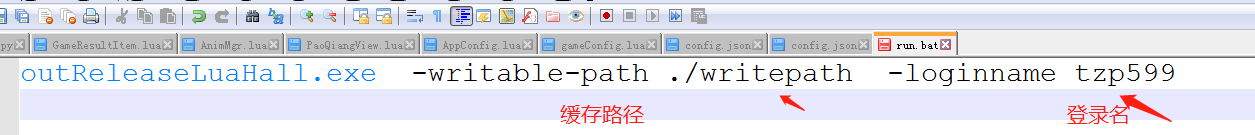 py GameResultItem.lua AnimMgr.lua PaoQiangView.lua AppConfig.lua gameConfig.lua config.json config.json run.bat
outReleaseLuaHall.exe -writable-path ./writepath -loginname tzp599
缓存路径 登录名